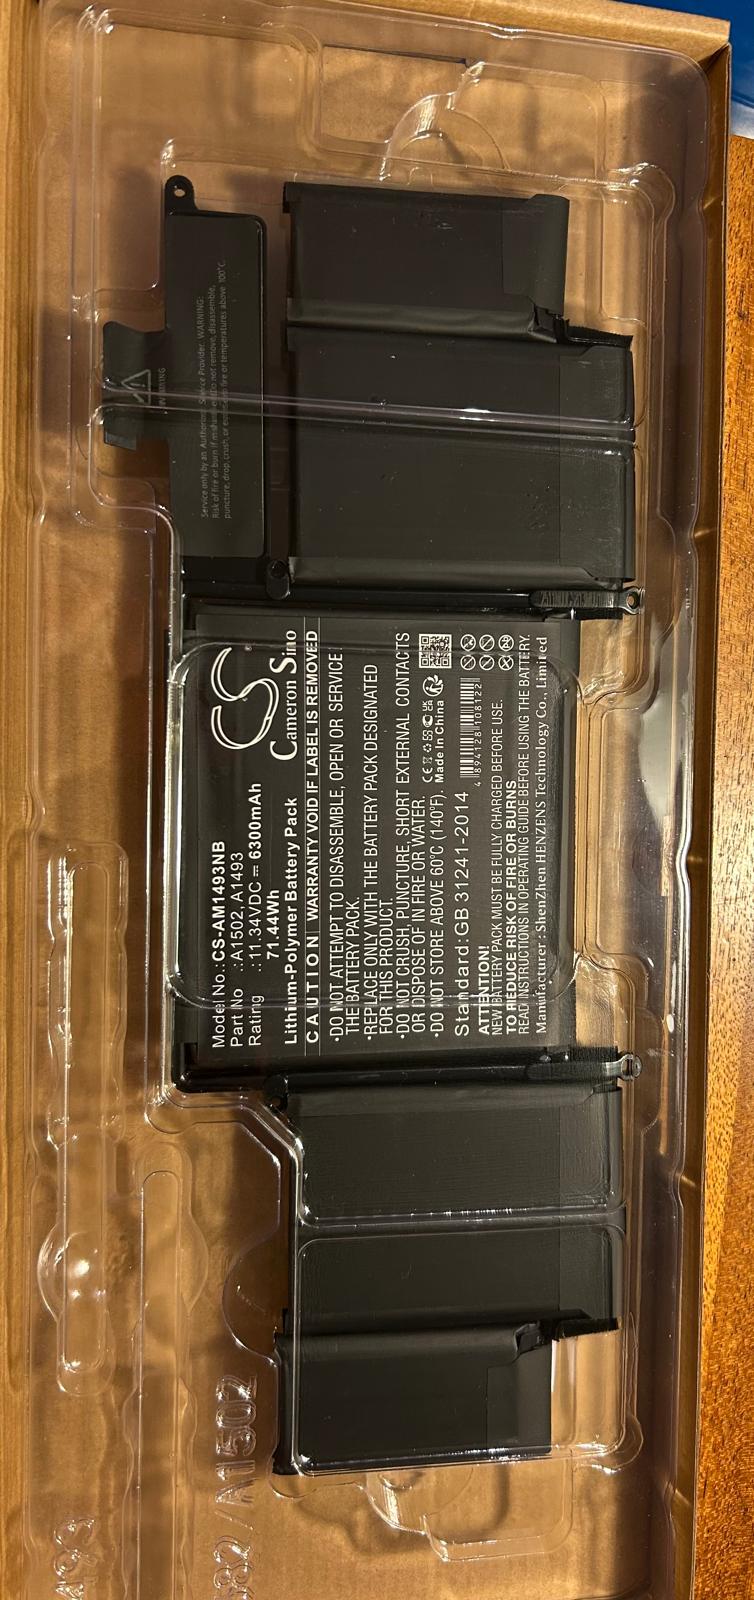 Model No.:CS-AM1493NB
Part No .:A1502, A1493
Rating .:11.34VDC ⎓ 6300mAh
71.44Wh
Lithium-Polymer Battery Pack
CS
Cameron Sino
CAUTION WARRANTY VOID IF LABEL IS REMOVED
•DO NOT ATTEMPT TO DISASSEMBLE, OPEN OR SERVICE
THE BATTERY PACK.
•REPLACE ONLY WITH THE BATTERY PACK DESIGNATED
FOR THIS PRODUCT.
•DO NOT CRUSH, PUNCTURE, SHORT EXTERNAL CONTACTS
OR DISPOSE OF IN FIRE OR WATER.
•DO NOT STORE ABOVE 60°C (140°F).
Made In China
Standard:GB 31241-2014
4 894128 108122
ATTENTION!
NEW BATTERY PACK MUST BE FULLY CHARGED BEFORE USE.
TO REDUCE RISK OF FIRE OR BURNS
READ INSTRUCTIONS IN OPERATING GUIDE BEFORE USING THE BATTERY.
Manufacturer : ShenZhen HENZENS Technology Co., Limited
WARNING
Service only by an Authorized Service Provider. WARNING:
Risk of fire or burn if mishandled. Do not remove, disassemble,
puncture, drop, crush, or expose to fire or temperatures above 100°C.
/A1502
493